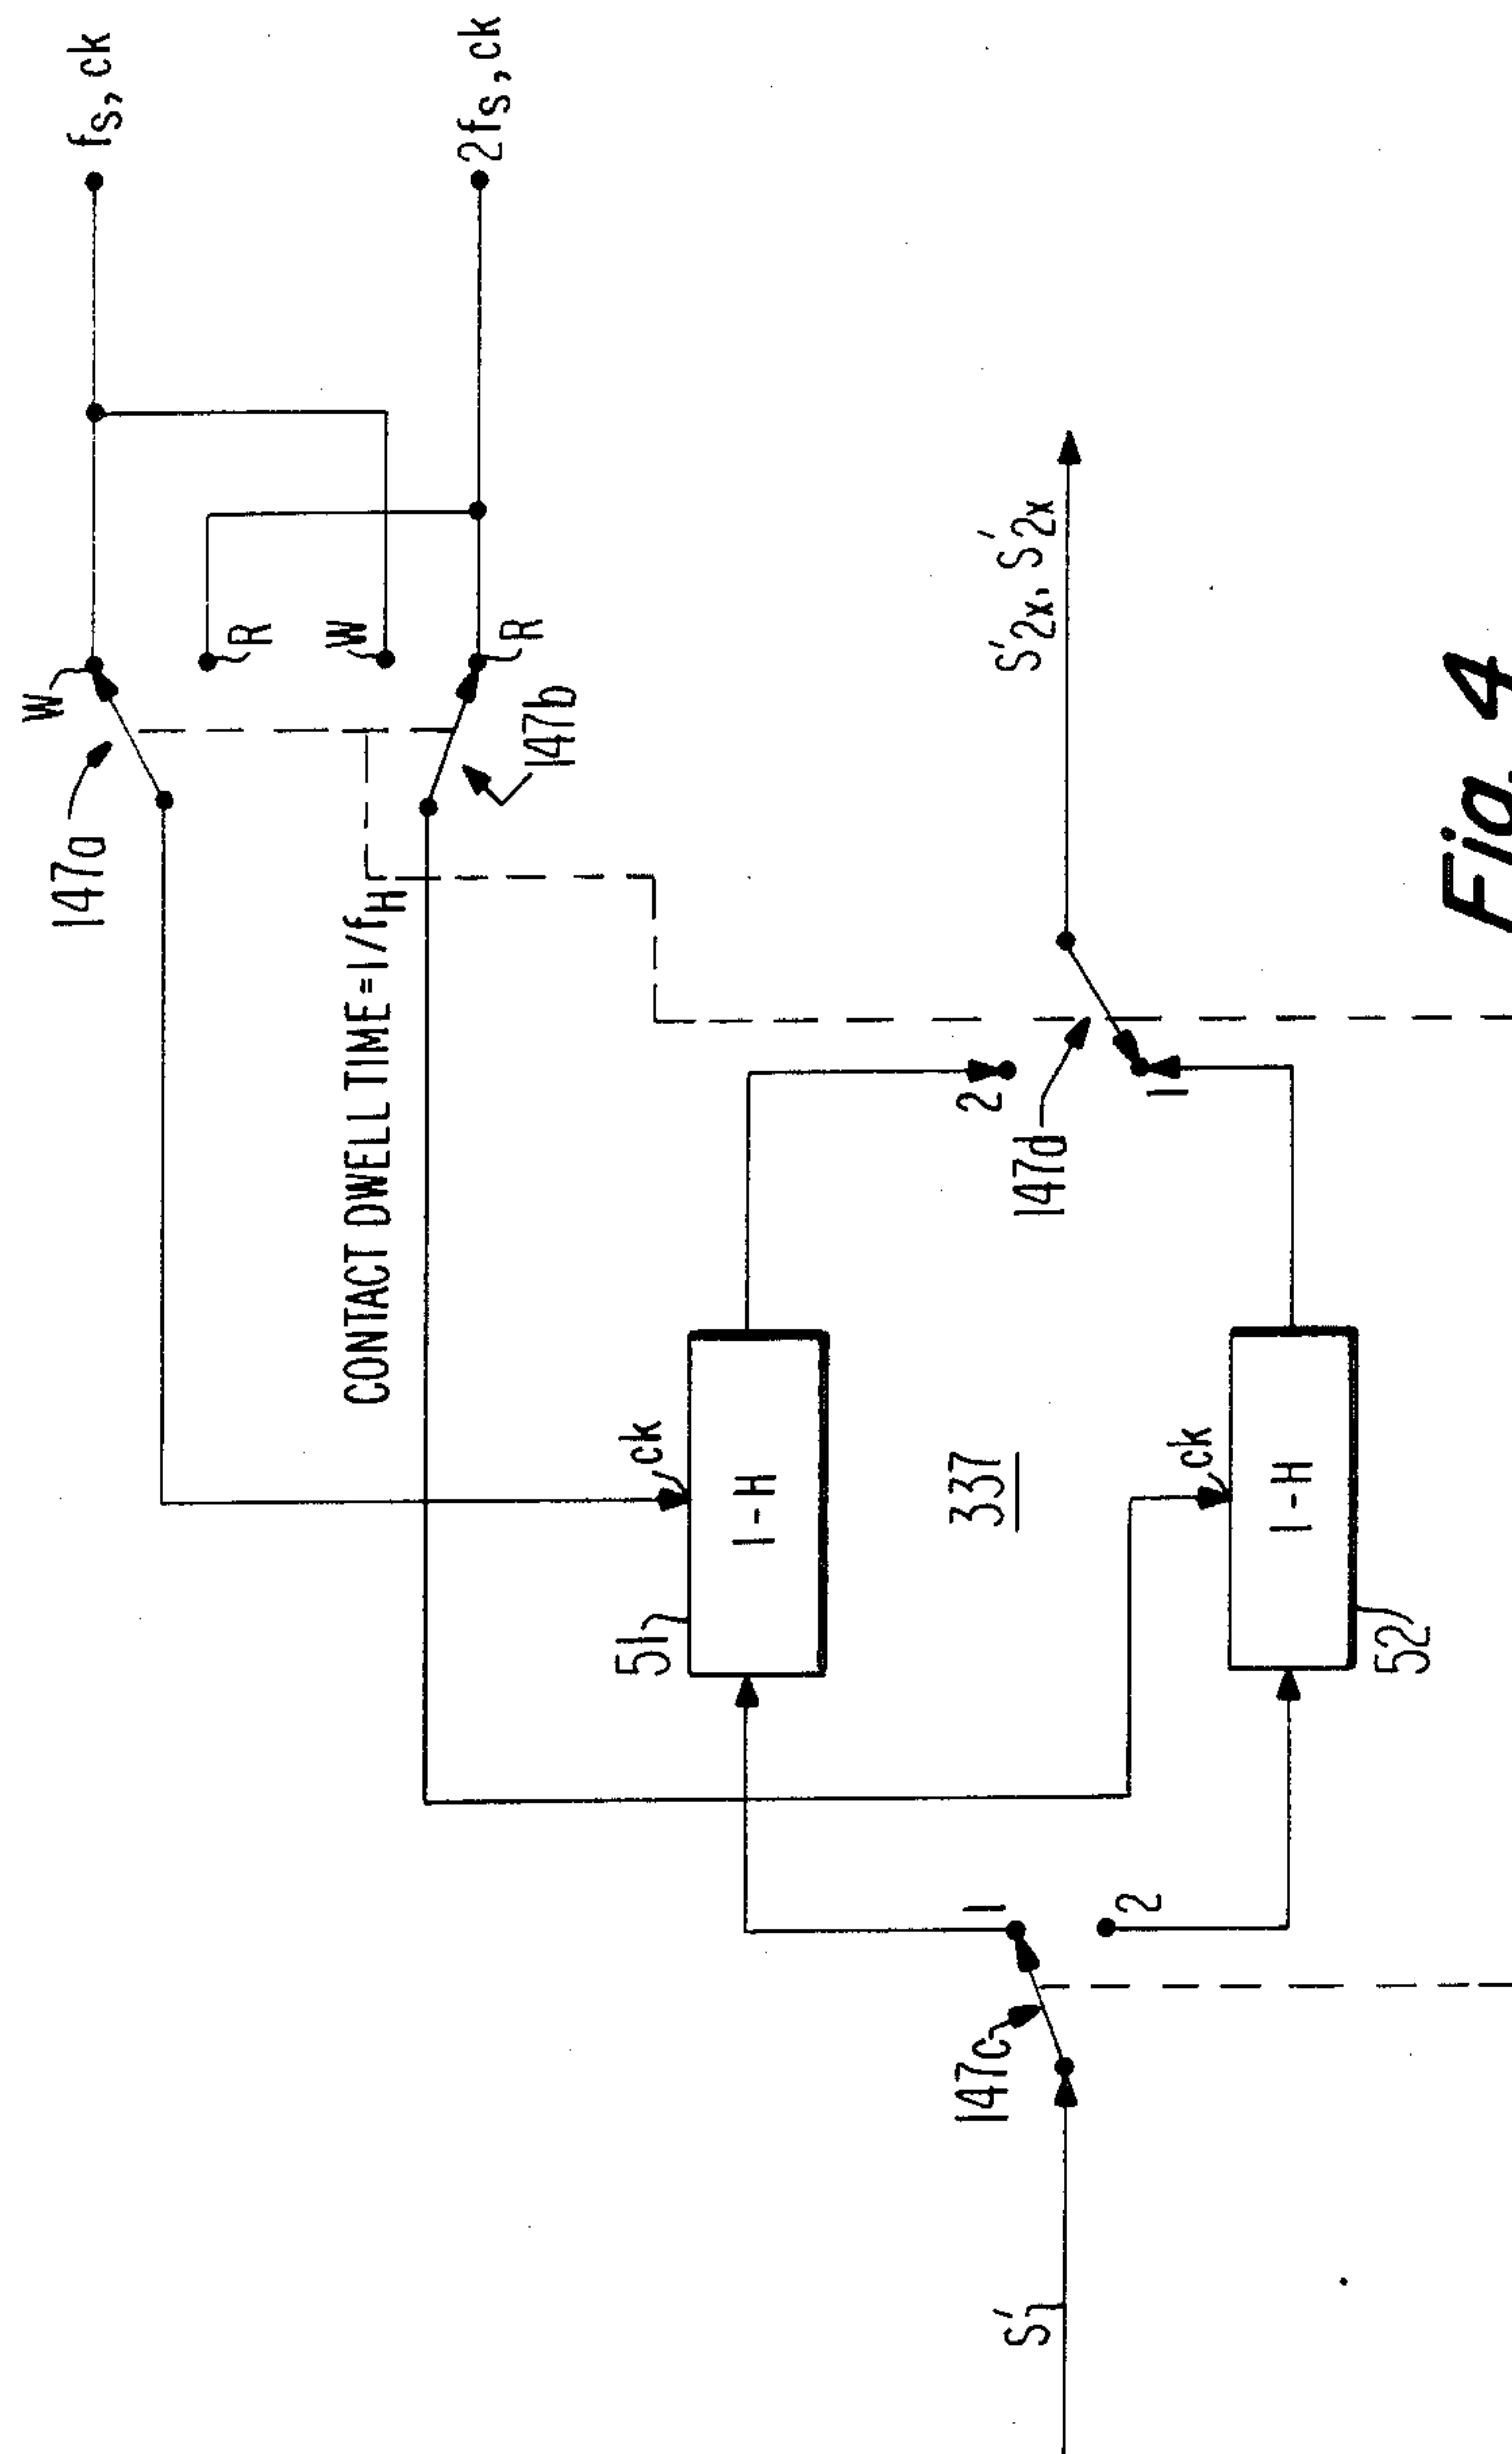 fs, ck
2fs, ck
W
R
W
R
147a
147b
CONTACT DWELL TIME = 1/fH
S'2x, S'2x
2
1
147d
ck
1-H
51
337
ck
1-H
52
1
2
147c
S'
Fig. 4